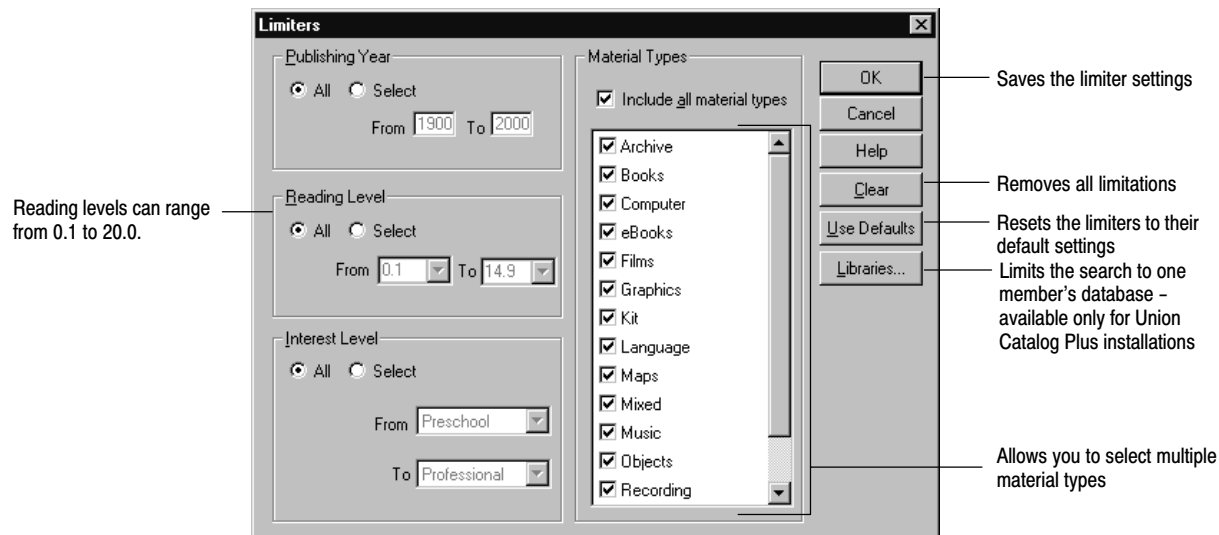 Limiters
Publishing Year
All Select
From 1900 To 2000
Reading levels can range
from 0.1 to 20.0.
Reading Level
All Select
From 0.1 To 14.9
Interest Level
All Select
From Preschool
To Professional
Material Types
Include all material types
Archive
Books
Computer
eBooks
Films
Graphics
Kit
Language
Maps
Mixed
Music
Objects
Recording
OK
Cancel
Help
Clear
Use Defaults
Libraries...
Saves the limiter settings
Removes all limitations
Resets the limiters to their
default settings
Limits the search to one
member’s database –
available only for Union
Catalog Plus installations
Allows you to select multiple
material types